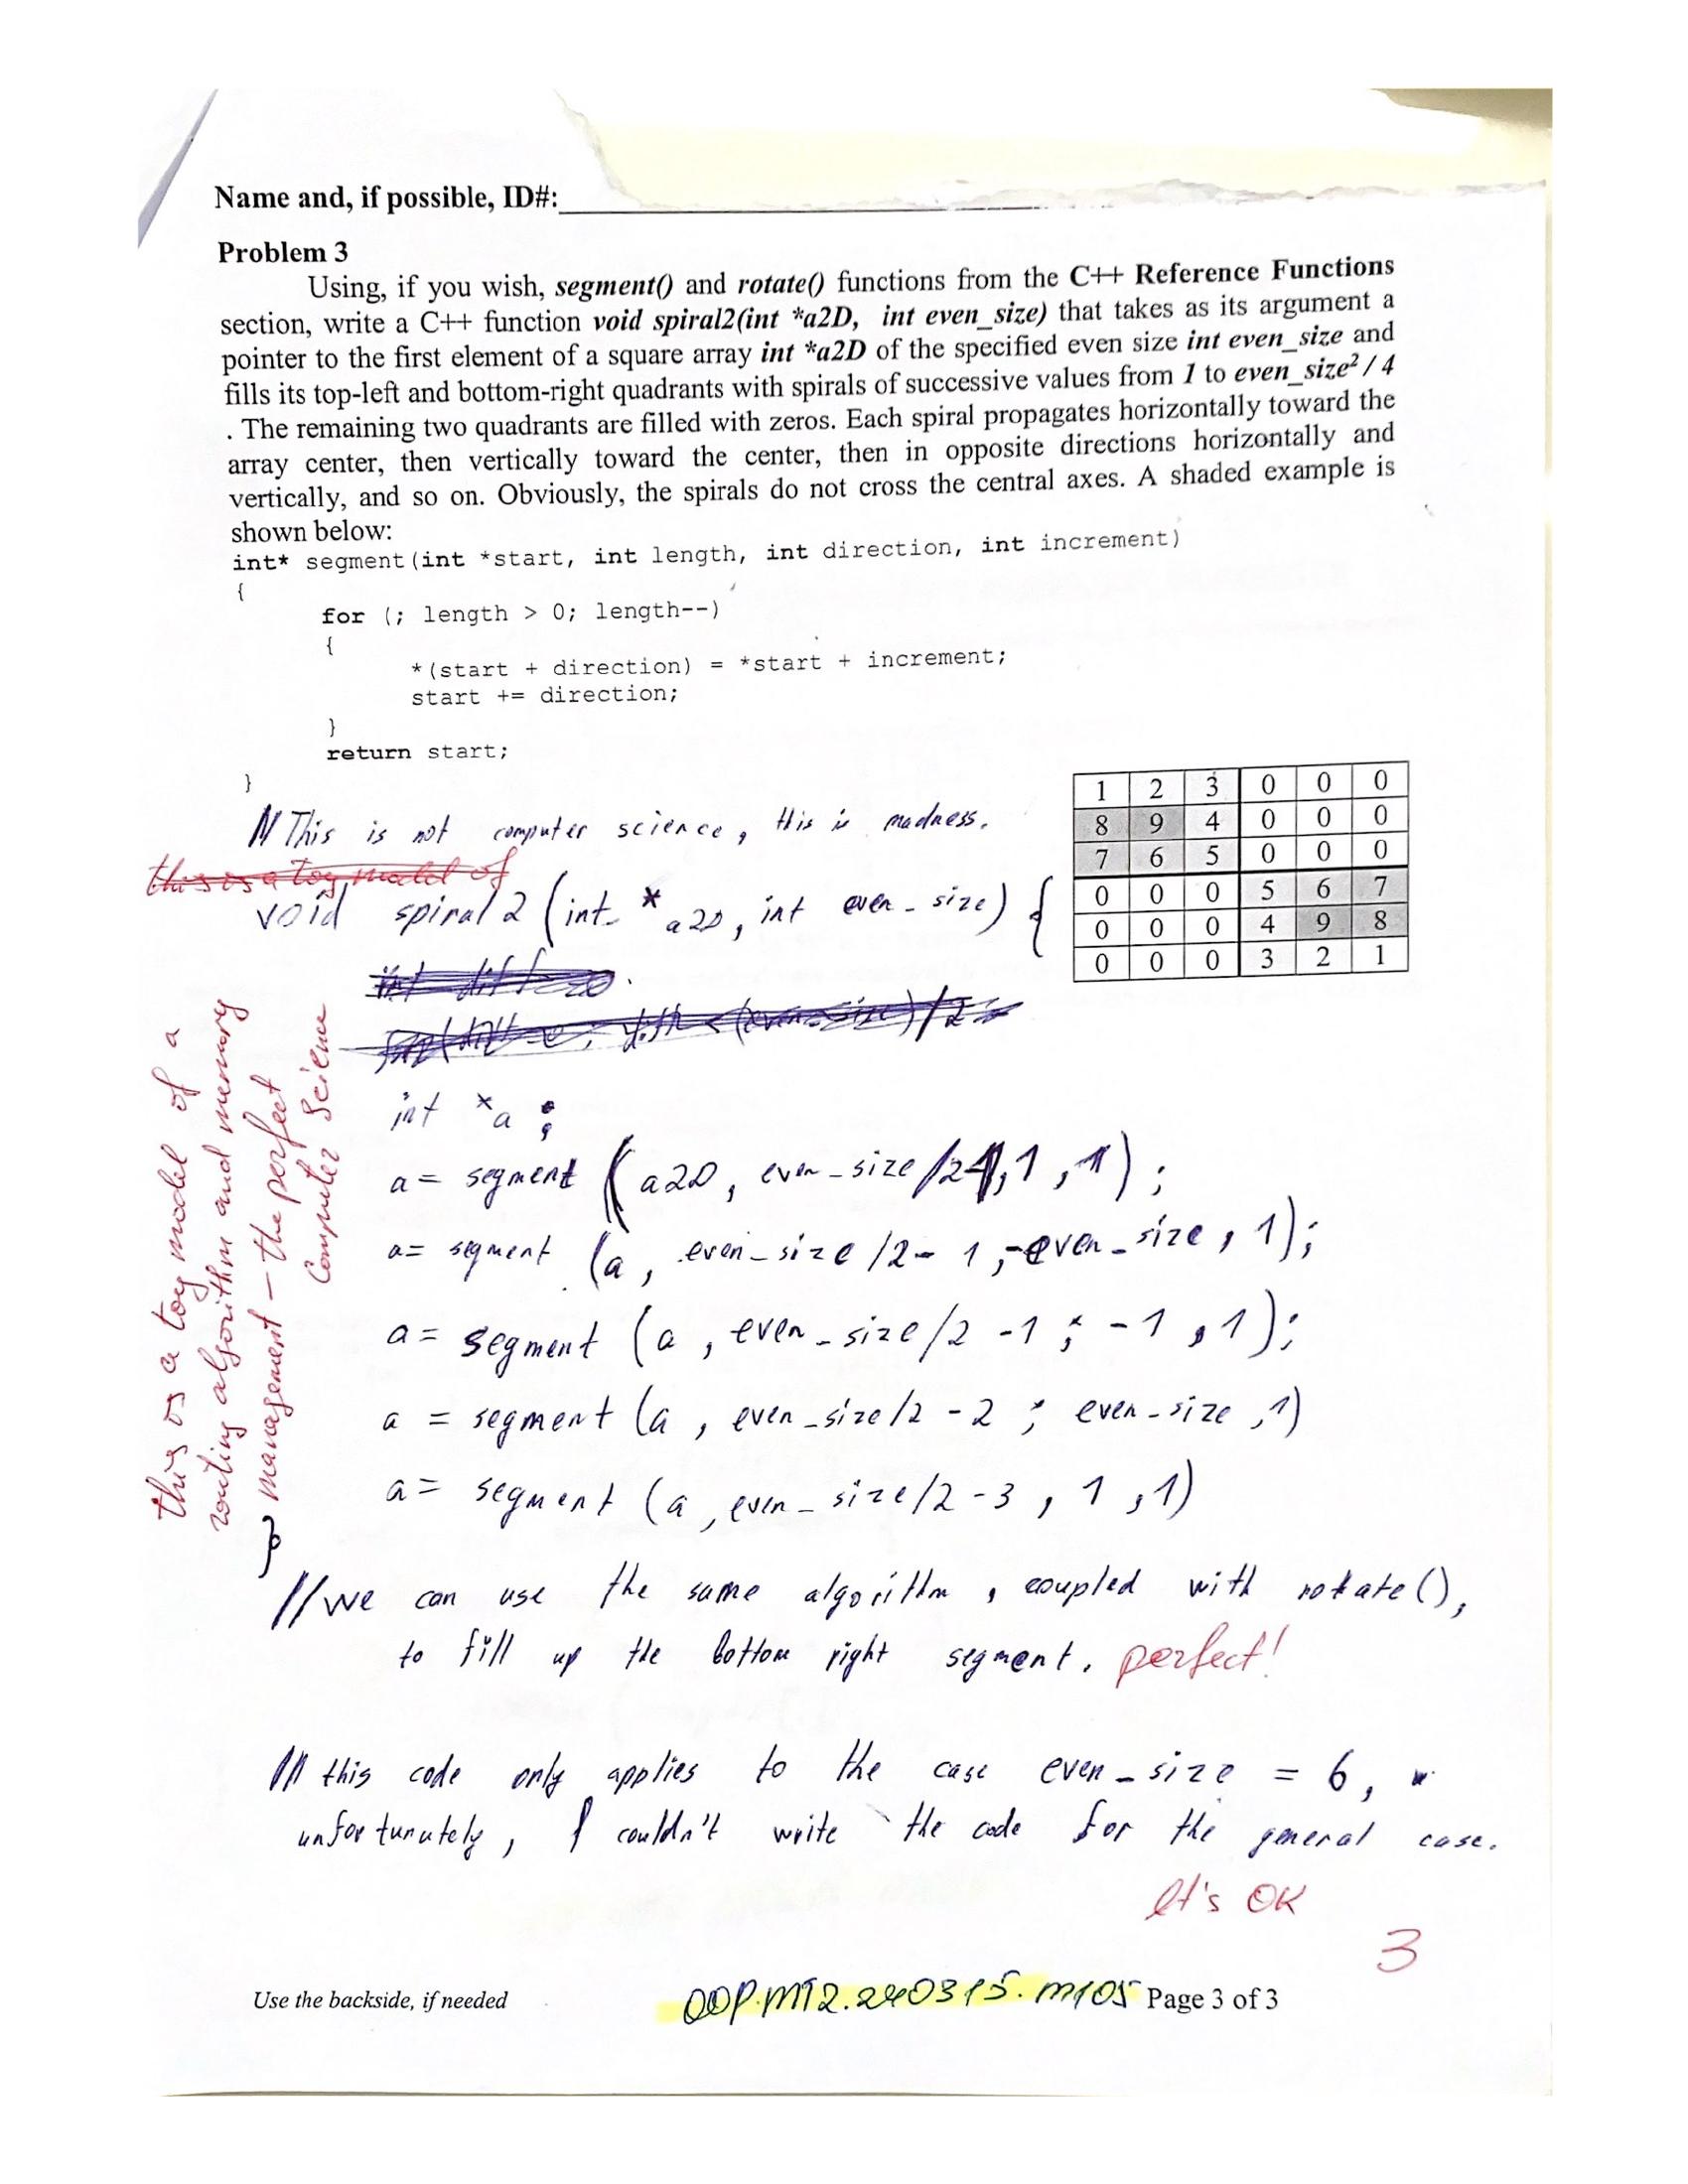 Name and, if possible, ID#:
Problem 3
Using, if you wish, segment() and rotate() functions from the C++ Reference Functions
section, write a C++ function void spiral2(int *a2D, int even_size) that takes as its argument a
pointer to the first element of a square array int *a2D of the specified even size int even_size and
fills its top-left and bottom-right quadrants with spirals of successive values from 1 to even_size² / 4
. The remaining two quadrants are filled with zeros. Each spiral propagates horizontally toward the
array center, then vertically toward the center, then in opposite directions horizontally and
vertically, and so on. Obviously, the spirals do not cross the central axes. A shaded example is
shown below:
int* segment(int *start, int length, int direction, int increment)
{
for (; length > 0; length--)
{
*(start + direction) = *start + increment;
start += direction;
}
return start;
}
1 2 3 0 0 0
8 9 4 0 0 0
7 6 5 0 0 0
0 0 0 5 6 7
0 0 0 4 9 8
0 0 0 3 2 1
// This is not computer science, this is madness.
this is a toy model of
void spiral2 (int *a2D, int even_size) {
int *a ;
a = segment (a2D, even_size/2-1, 1, 1);
a= segment (a, even_size/2-1, -even_size, 1);
a = segment (a, even_size/2 -1 ; -1 , 1);
a = segment (a, even_size/2 -2 ; even_size ,1)
a = segment (a, even_size/2-3 , 1 ,1)
}
this is a toy model of a
routing algorithm and memory
management – the perfect
Computer Science
// we can use the same algorithm, coupled with rotate(),
to fill up the bottom right segment. perfect!
// this code only applies to the case even_size = 6,
unfortunately, I couldn't write the code for the general case.
It's OK
3
Use the backside, if needed
OOP.MT2.240315.M105 Page 3 of 3